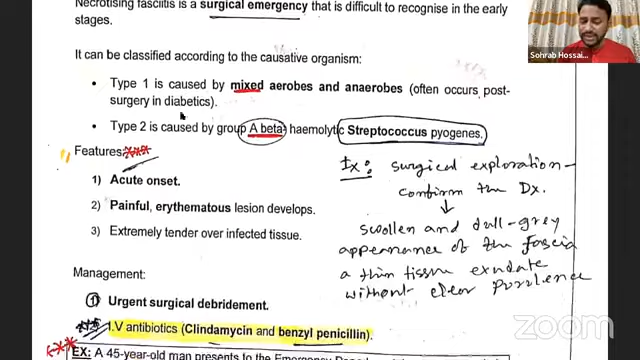 Necrotising fasciitis is a surgical emergency that is difficult to recognise in the early
stages.
Sohrab Hossai...
It can be classified according to the causative organism:
• Type 1 is caused by mixed aerobes and anaerobes (often occurs post-
surgery in diabetics).
• Type 2 is caused by group A beta- haemolytic Streptococcus pyogenes.
Features:
1) Acute onset.
2) Painful, erythematous lesion develops.
3) Extremely tender over infected tissue.
Ix: surgical exploration-
confirm the Dx.
↓
swollen and dull-grey
appearance of the fascia
a thin tissue exudate
without clear purulence
Management:
① Urgent surgical debridement.
I.V antibiotics (Clindamycin and benzyl penicillin).
EX: A 45-year-old man presents to the Emergency
zoom